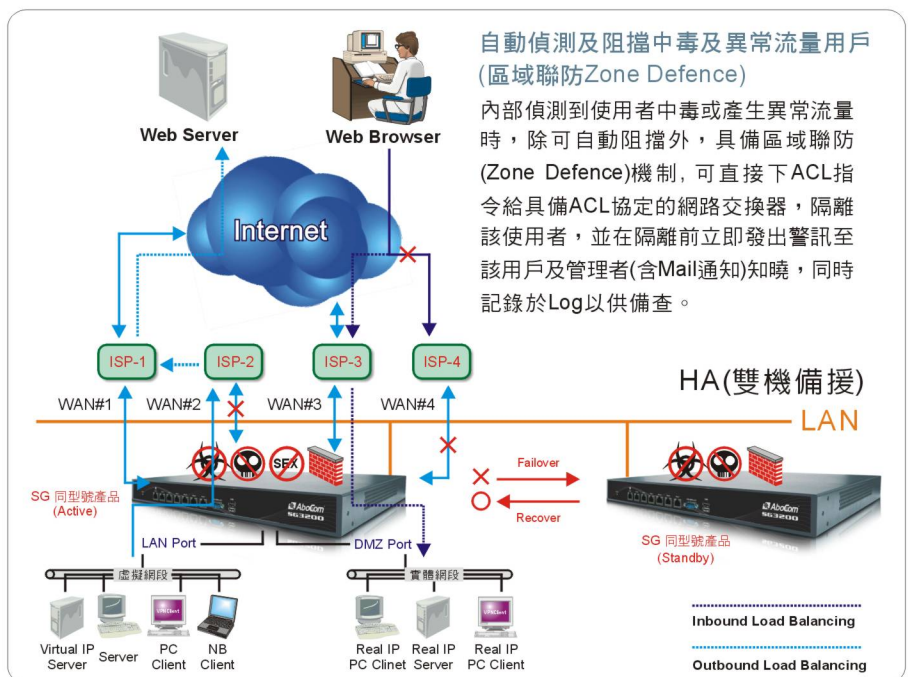 自動偵測及阻擋中毒及異常流量用戶
(區域聯防Zone Defence)
內部偵測到使用者中毒或產生異常流量
時，除可自動阻擋外，具備區域聯防
(Zone Defence)機制, 可直接下ACL指
令給具備ACL協定的網路交換器，隔離
該使用者，並在隔離前立即發出警訊至
該用戶及管理者(含Mail通知)知曉，同時
記錄於Log以供備查。
Web Server
Web Browser
Internet
ISP-1
ISP-2
ISP-3
ISP-4
WAN#1
WAN#2
WAN#3
WAN#4
HA(雙機備援)
LAN
SEX
SG 同型號產品
(Active)
AboCom
SG3200
Failover
Recover
SG 同型號產品
(Standby)
AboCom
SG3200
LAN Port
DMZ Port
虛擬網段
實體網段
VPNClient
VPNClient
Virtual IP
Server
Server
PC
Client
NB
Client
Real IP
PC Clinet
Real IP
Server
Real IP
PC Client
Inbound Load Balancing
Outbound Load Balancing